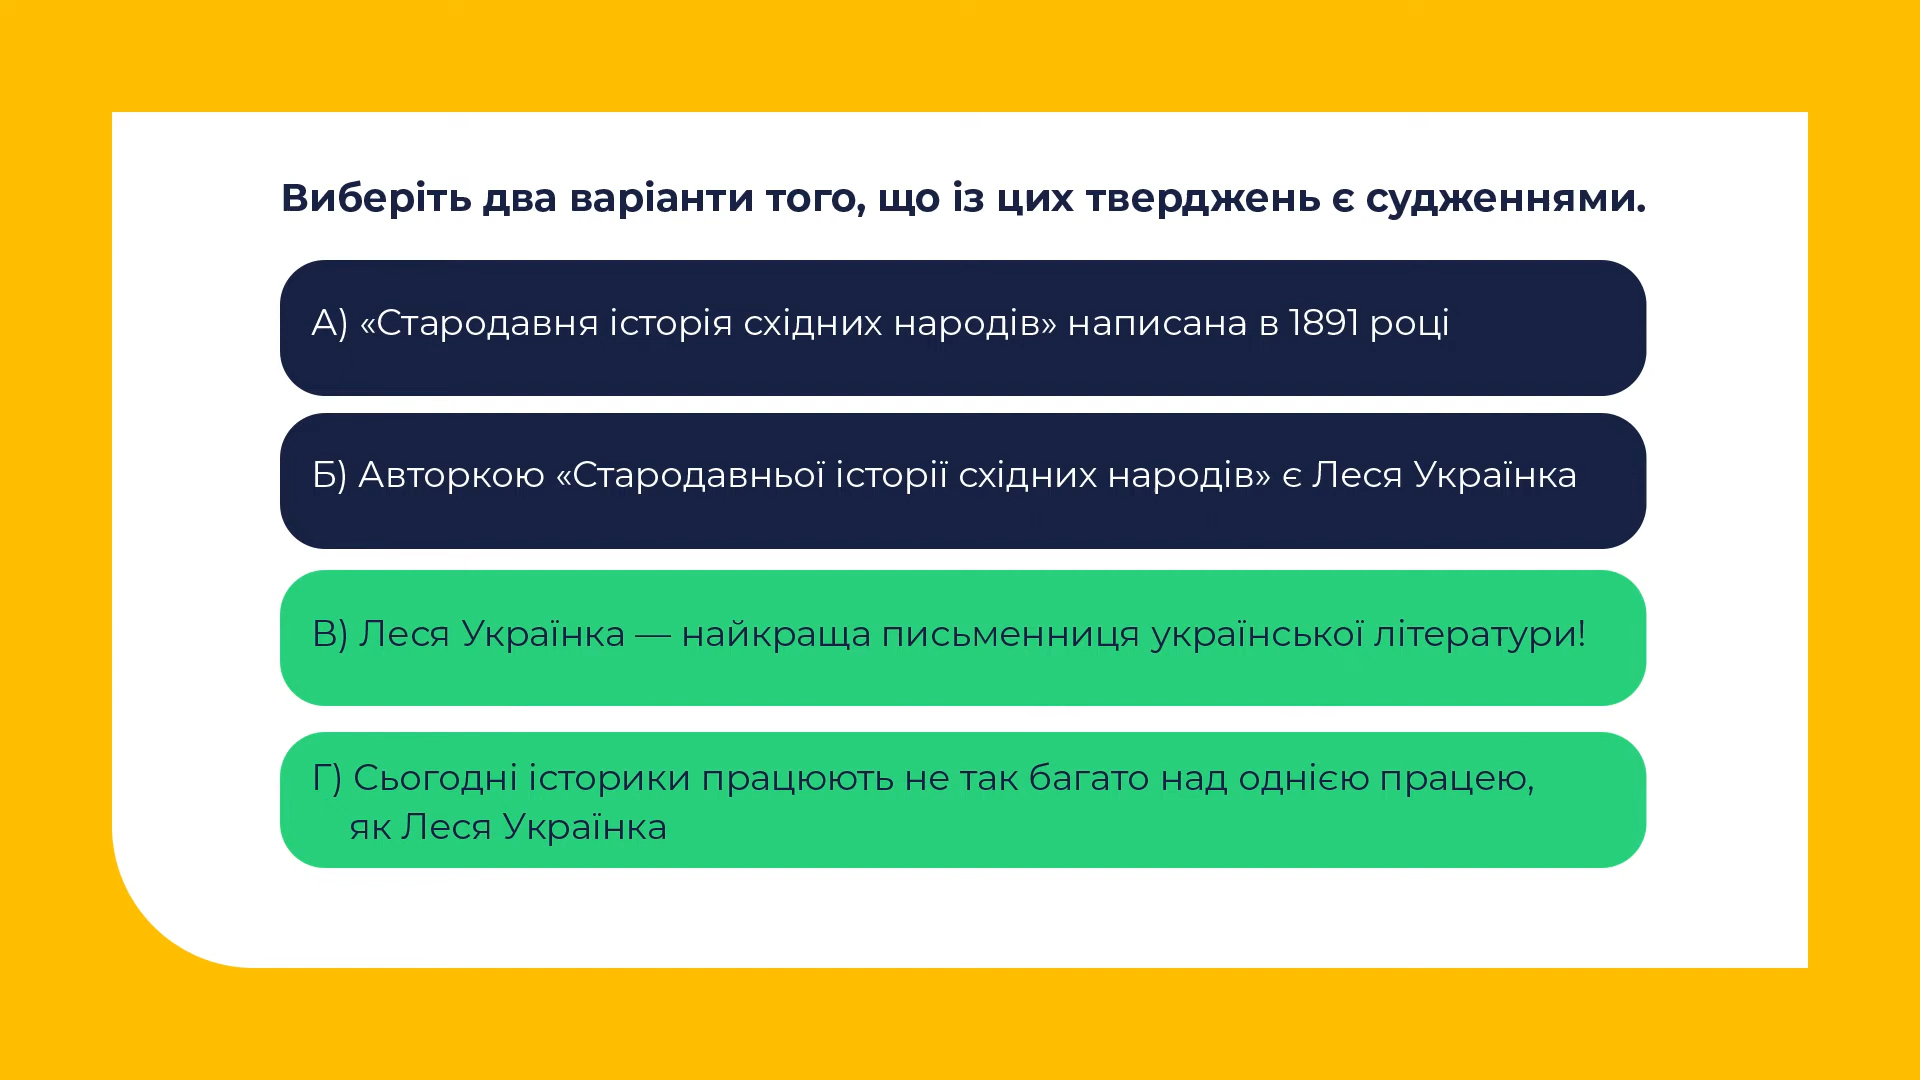 Виберіть два варіанти того, що із цих тверджень є судженнями.
А) «Стародавня історія східних народів» написана в 1891 році
Б) Авторкою «Стародавньої історії східних народів» є Леся Українка
В) Леся Українка — найкраща письменниця української літератури!
Г) Сьогодні історики працюють не так багато над однією працею,
як Леся Українка